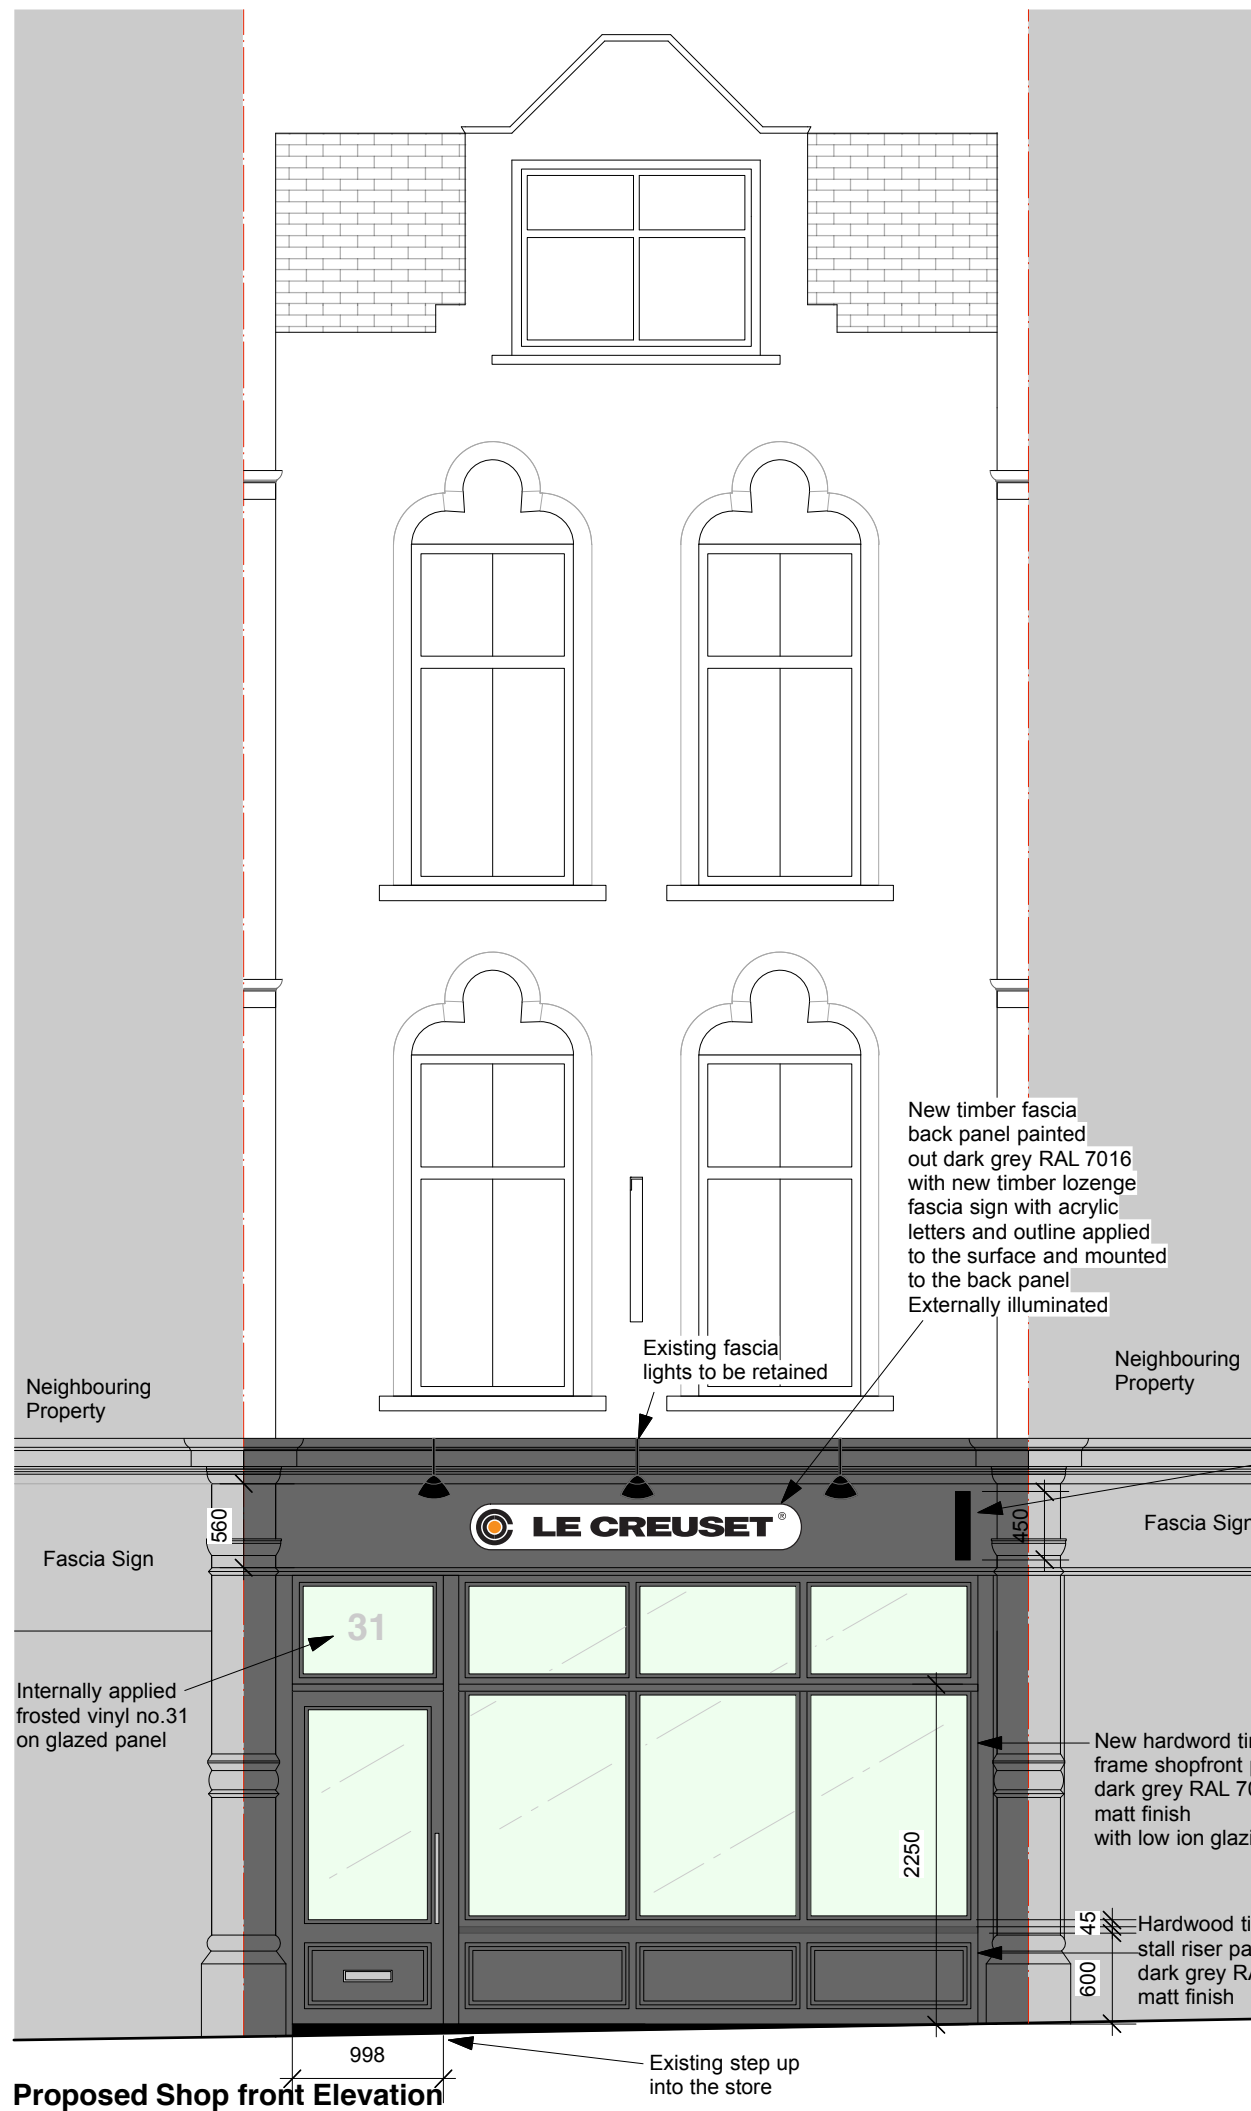 New timber fascia
back panel painted
out dark grey RAL 7016
with new timber lozenge
fascia sign with acrylic
letters and outline applied
to the surface and mounted
to the back panel
Externally illuminated
Existing fascia
lights to be retained
Neighbouring
Property
Neighbouring
Property
560
LE CREUSET®
450
Fascia Sign
Fascia Sign
31
Internally applied
frosted vinyl no.31
on glazed panel
New hardword
frame shopfront
dark grey RAL
matt finish
with low ion
2250
45
Hardwood
stall riser
dark grey
matt finish
600
998
Existing step up
into the store
Proposed Shop front Elevation